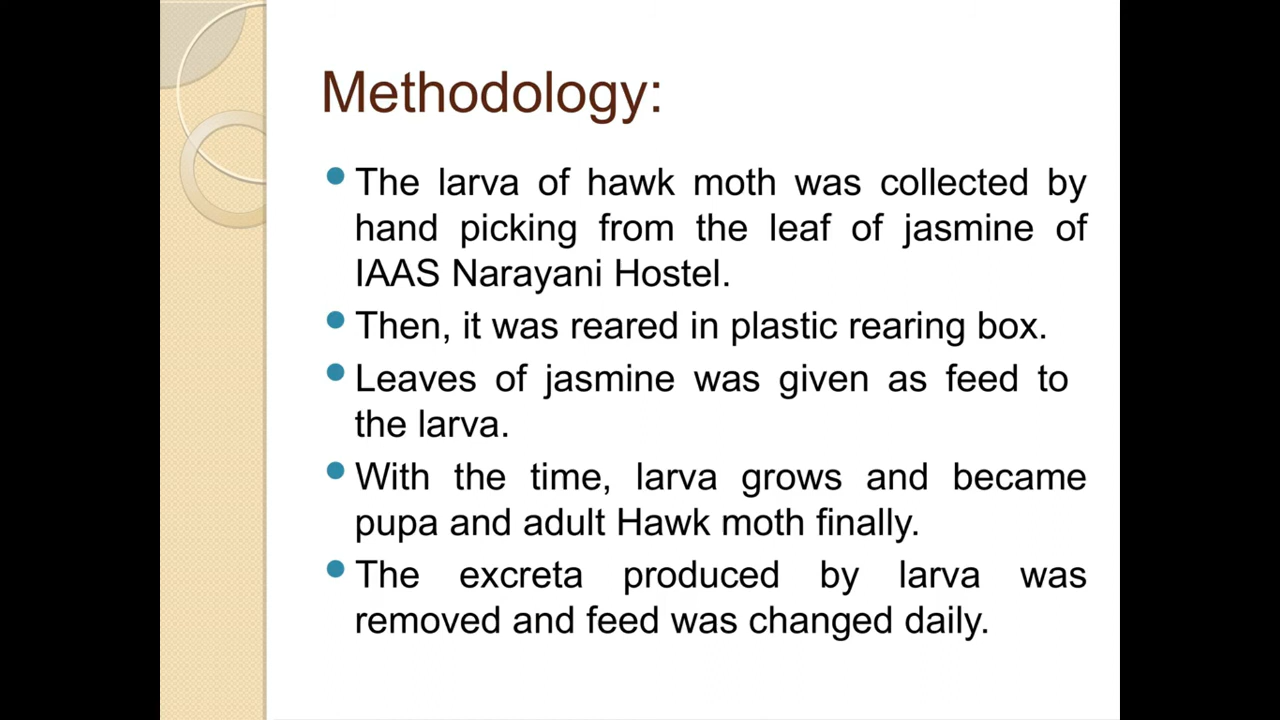 Methodology:
• The larva of hawk moth was collected by
hand picking from the leaf of jasmine of
IAAS Narayani Hostel.
• Then, it was reared in plastic rearing box.
• Leaves of jasmine was given as feed to
the larva.
• With the time, larva grows and became
pupa and adult Hawk moth finally.
• The excreta produced by larva was
removed and feed was changed daily.